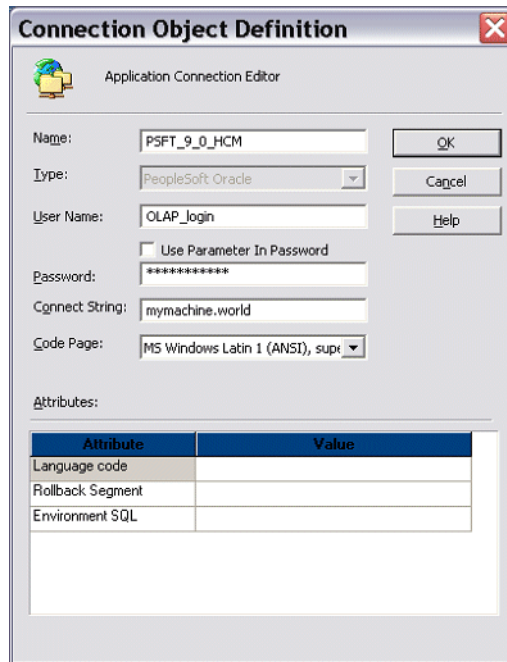 Connection Object Definition
Application Connection Editor
Name: PSFT_9_0_HCM OK
Type: PeopleSoft Oracle Cancel
User Name: OLAP_login Help
Use Parameter In Password
Password: ***********
Connect String: mymachine.world
Code Page: MS Windows Latin 1 (ANSI), supe
Attributes:
Attribute Value
Language code
Rollback Segment
Environment SQL